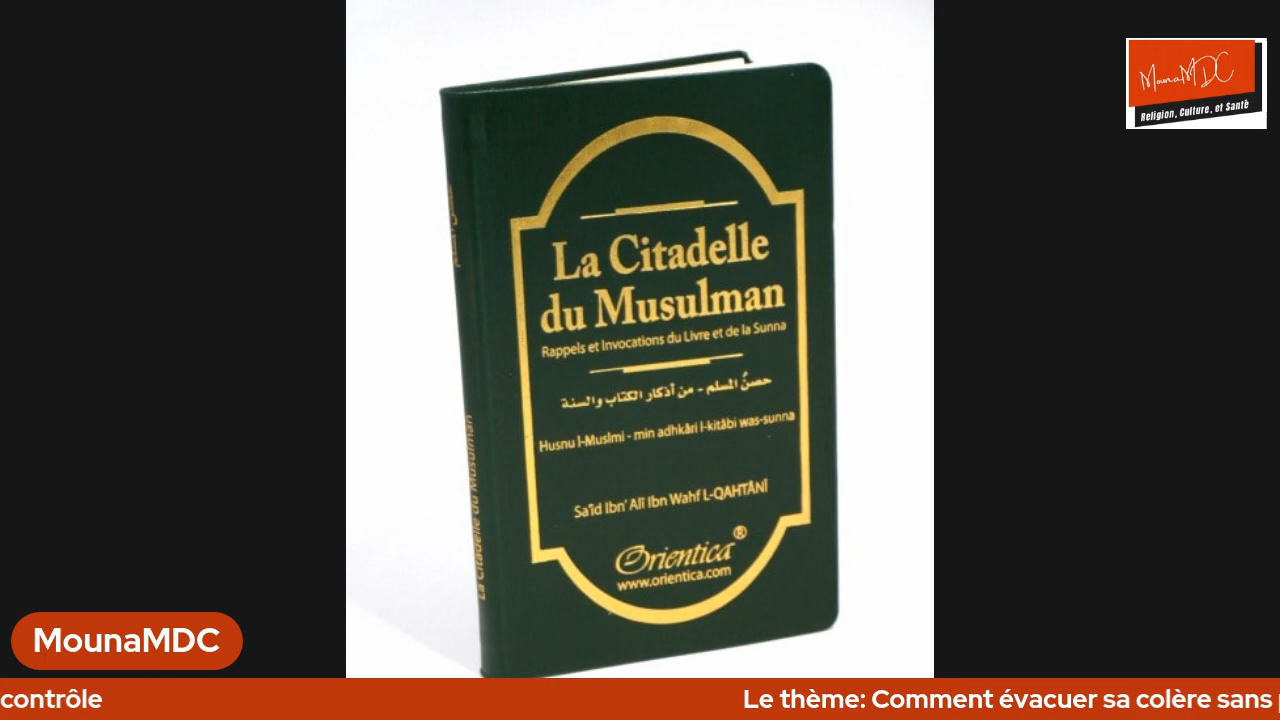 MounaMDC
Religion, Culture, et Santé
La Citadelle
du Musulman
Rappels et Invocations du Livre et de la Sunna
حصنُ المسلم - من أذكار الكتاب والسنة
Husnu l-Muslmi - min adhkâri l-kitâbi was-sunna
Sa'îd Ibn' Alî Ibn Wahf L-QAHTÂNÎ
Orientica®
www.orientica.com
La Citadelle du Musulman
MounaMDC
contrôle
Le thème: Comment évacuer sa colère sans